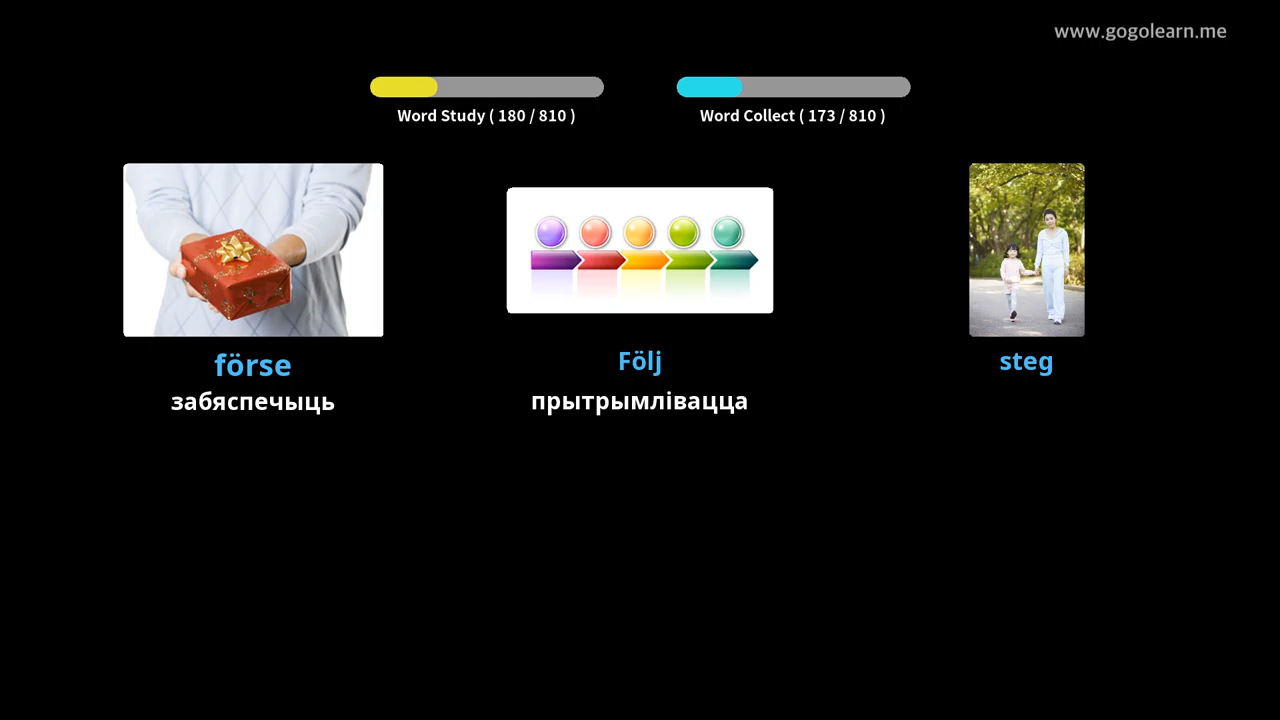 www.gogolearn.me
Word Study ( 180 / 810 )
Word Collect ( 173 / 810 )
förse
забяспечыць
Följ
прытрымлівацца
steg